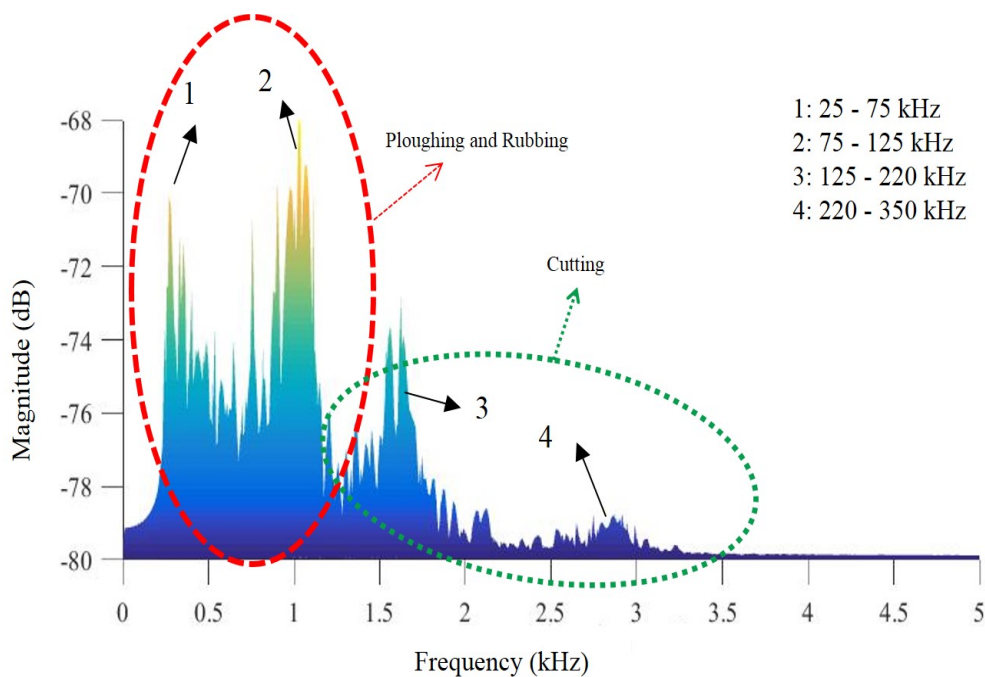 1
2
Ploughing and Rubbing
1: 25 - 75 kHz
2: 75 - 125 kHz
3: 125 - 220 kHz
4: 220 - 350 kHz
Cutting
3
4
Magnitude (dB)
-68
-70
-72
-74
-76
-78
-80
0 0.5 1 1.5 2 2.5 3 3.5 4 4.5 5
Frequency (kHz)